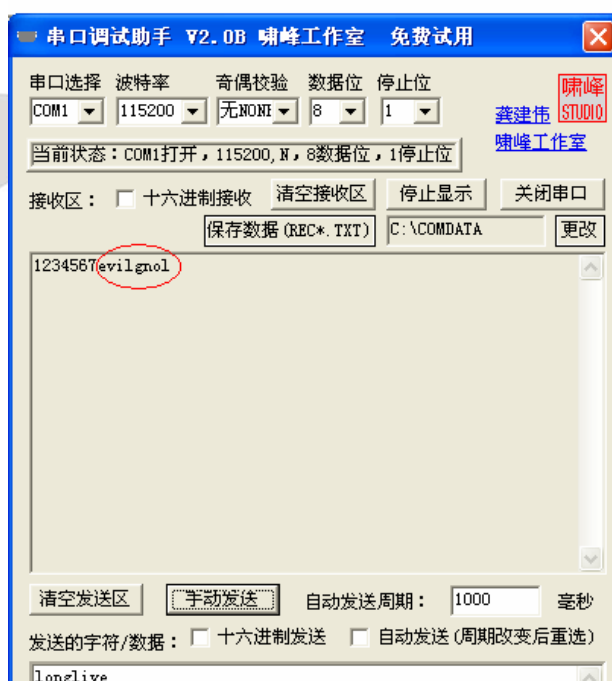 串口调试助手 V2.0B 啸峰工作室 免费试用
串口选择 波特率 奇偶校验 数据位 停止位
COM1 115200 无NONE 8 1
啸峰
STUDIO
龚建伟
啸峰工作室
当前状态：COM1打开，115200,N，8数据位，1停止位
接收区： 十六进制接收 清空接收区 停止显示 关闭串口
保存数据(REC*.TXT) C:\COMDATA 更改
1234567evilgnol
清空发送区 手动发送 自动发送周期： 1000 毫秒
发送的字符/数据： 十六进制发送 自动发送(周期改变后重选)
longlive